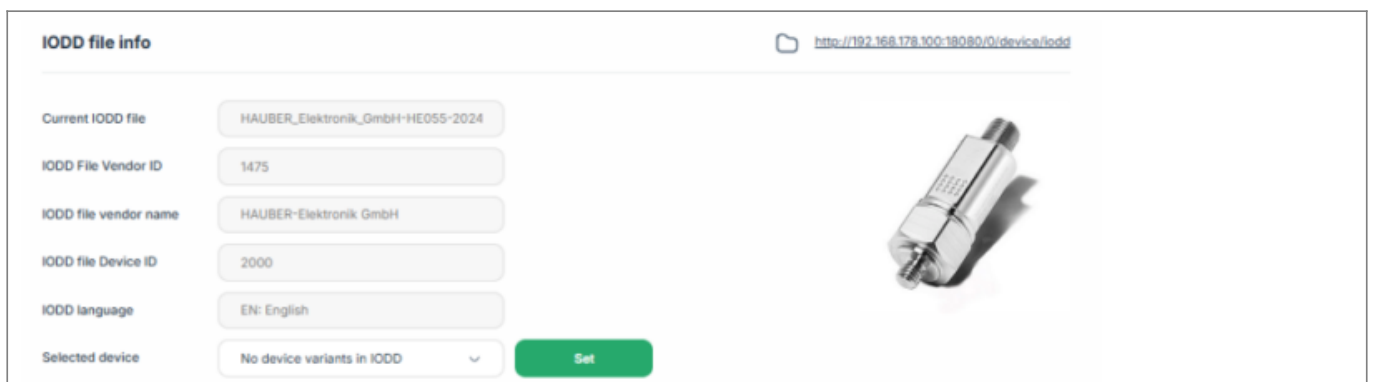 IODD file info
http://192.168.178.100:18080/0/device/iodd
Current IODD file
HAUBER_Elektronik_GmbH-HE055-2024
IODD File Vendor ID
1475
IODD file vendor name
HAUBER-Elektronik GmbH
IODD file Device ID
2000
IODD language
EN: English
Selected device
No device variants in IODD
Set